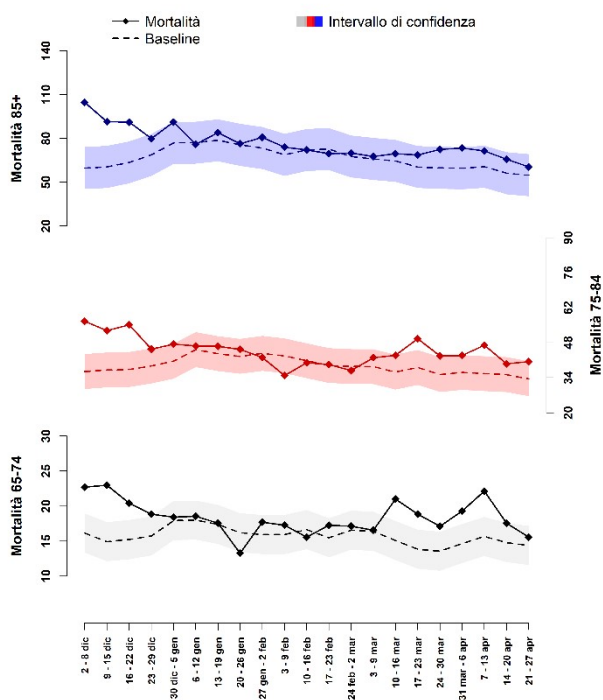 Mortalità
Baseline
Intervallo di confidenza
Mortalità 85+
140
110
80
50
20
Mortalità 75-84
90
76
62
48
34
20
Mortalità 65-74
30
25
20
15
10
2 - 8 dic
9 - 15 dic
16 - 22 dic
23 - 29 dic
30 dic - 5 gen
6 - 12 gen
13 - 19 gen
20 - 26 gen
27 gen - 2 feb
3 - 9 feb
10 - 16 feb
17 - 23 feb
24 feb - 2 mar
3 - 9 mar
10 - 16 mar
17 - 23 mar
24 - 30 mar
31 mar - 6 apr
7 - 13 apr
14 - 20 apr
21 - 27 apr